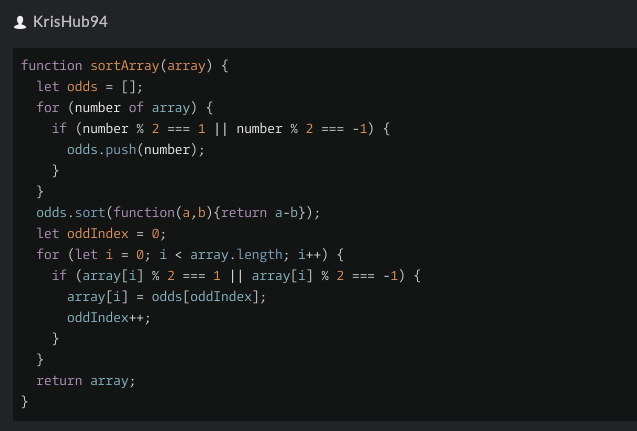 KrisHub94
function sortArray(array) {
  let odds = [];
  for (number of array) {
    if (number % 2 === 1 || number % 2 === -1) {
      odds.push(number);
    }
  }
  odds.sort(function(a,b){return a-b});
  let oddIndex = 0;
  for (let i = 0; i < array.length; i++) {
    if (array[i] % 2 === 1 || array[i] % 2 === -1) {
      array[i] = odds[oddIndex];
      oddIndex++;
    }
  }
  return array;
}